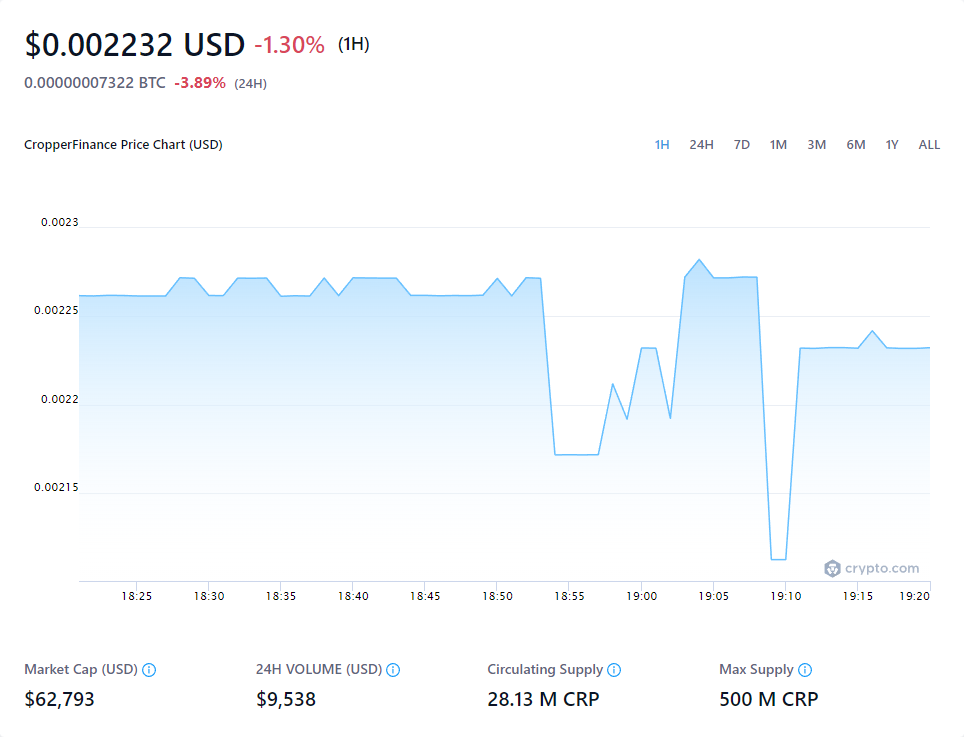 $0.002232 USD -1.30% (1H)
0.00000007322 BTC -3.89% (24H)
CropperFinance Price Chart (USD) 1H 24H 7D 1M 3M 6M 1Y ALL
0.0023
0.00225
0.0022
0.00215
crypto.com
18:25 18:30 18:35 18:40 18:45 18:50 18:55 19:00 19:05 19:10 19:15 19:20
Market Cap (USD) 24H VOLUME (USD) Circulating Supply Max Supply
$62,793 $9,538 28.13 M CRP 500 M CRP